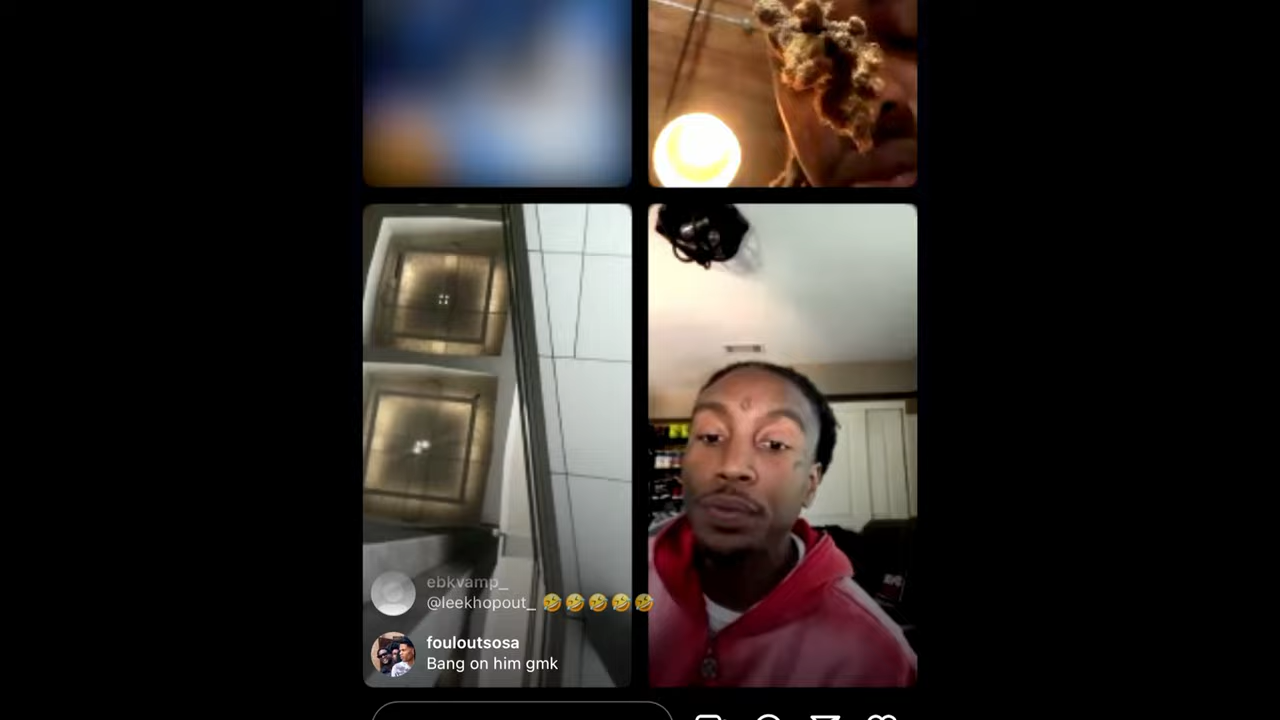 ebkvamp_
@leekhopout_ 🤣🤣🤣🤣🤣
fouloutsosa
Bang on him gmk